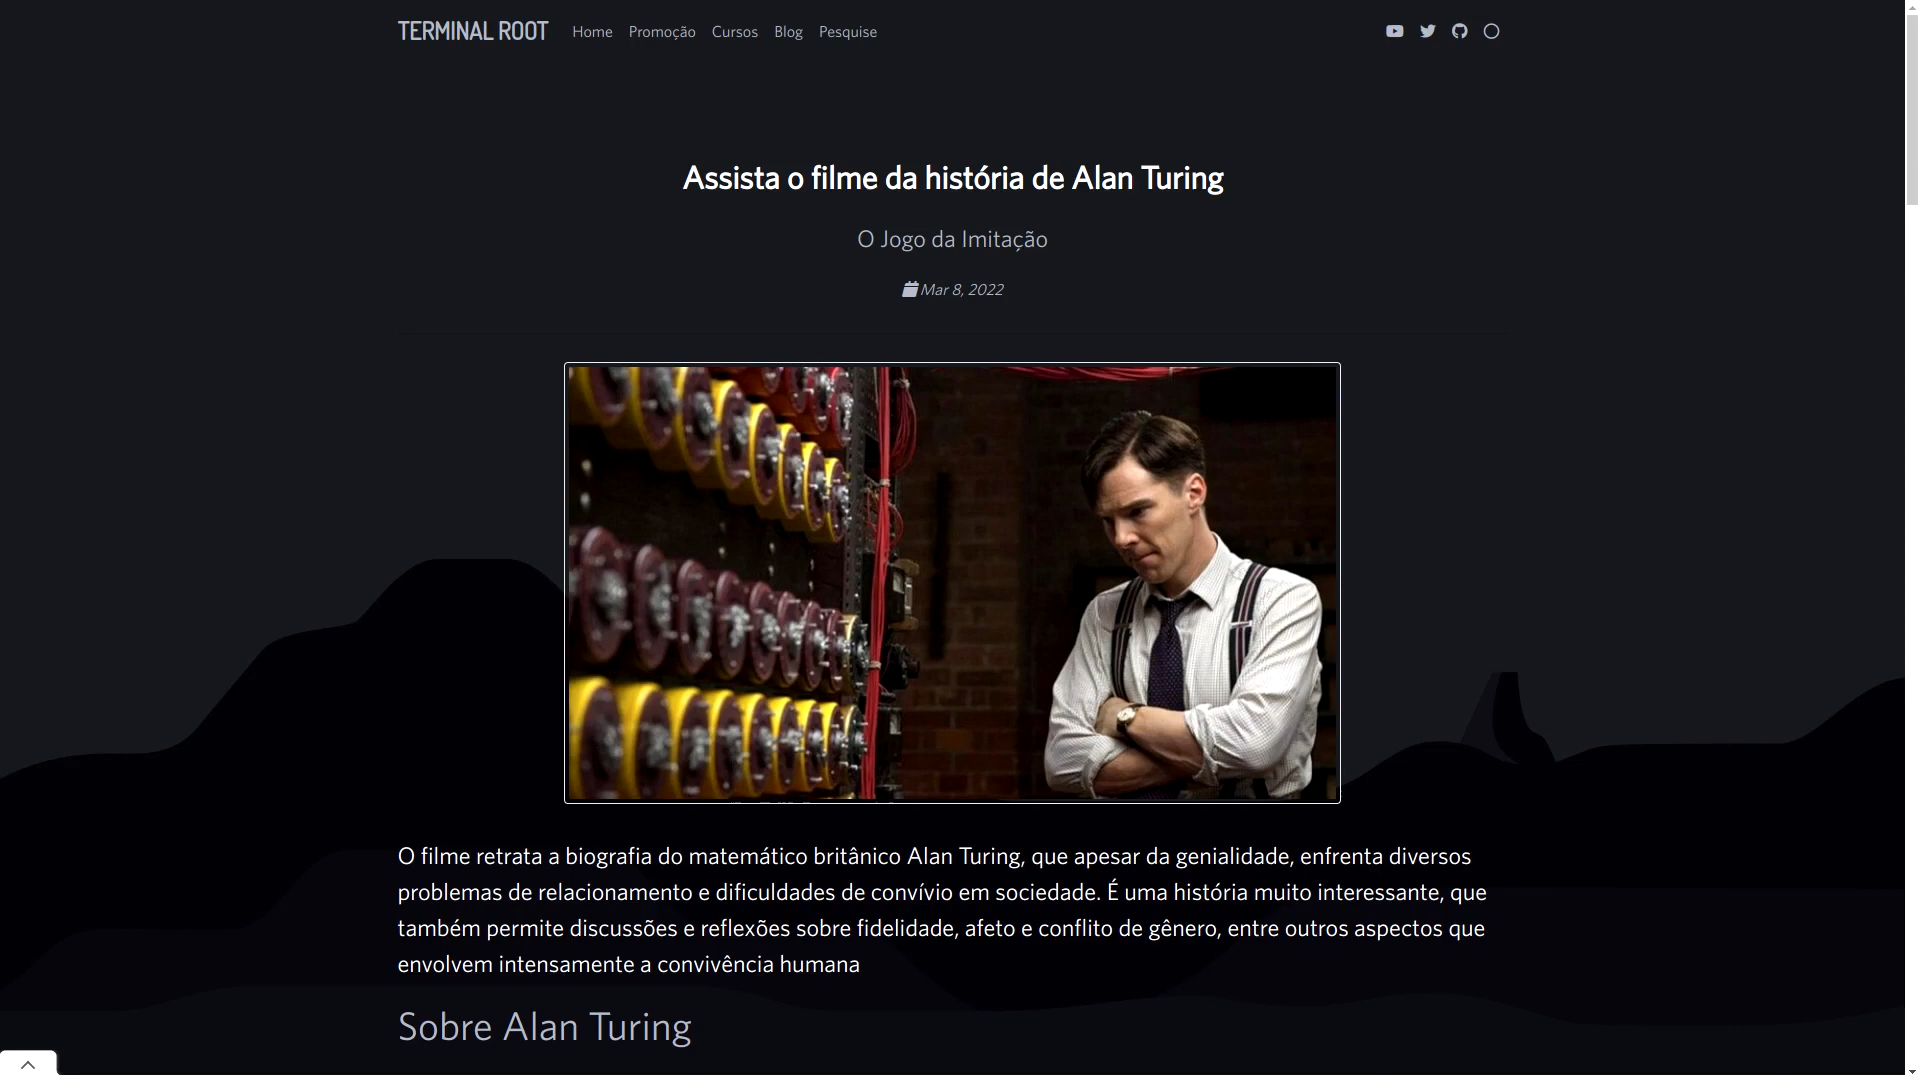 TERMINAL ROOT Home Promoção Cursos Blog Pesquise
Assista o filme da história de Alan Turing
O Jogo da Imitação
Mar 8, 2022
O filme retrata a biografia do matemático britânico Alan Turing, que apesar da genialidade, enfrenta diversos
problemas de relacionamento e dificuldades de convívio em sociedade. É uma história muito interessante, que
também permite discussões e reflexões sobre fidelidade, afeto e conflito de gênero, entre outros aspectos que
envolvem intensamente a convivência humana
Sobre Alan Turing